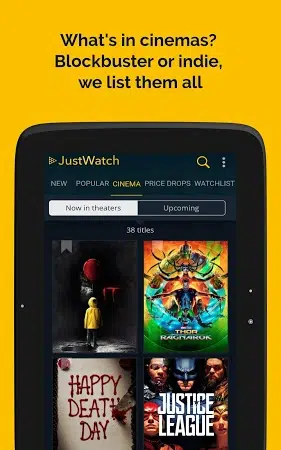 What's in cinemas?
Blockbuster or indie,
we list them all
JustWatch
NEW POPULAR CINEMA PRICE DROPS WATCHLIST
Now in theaters Upcoming
38 titles
THOR
RAGNAROK
HAPPY
DEATH
DAY
JUSTICE
LEAGUE